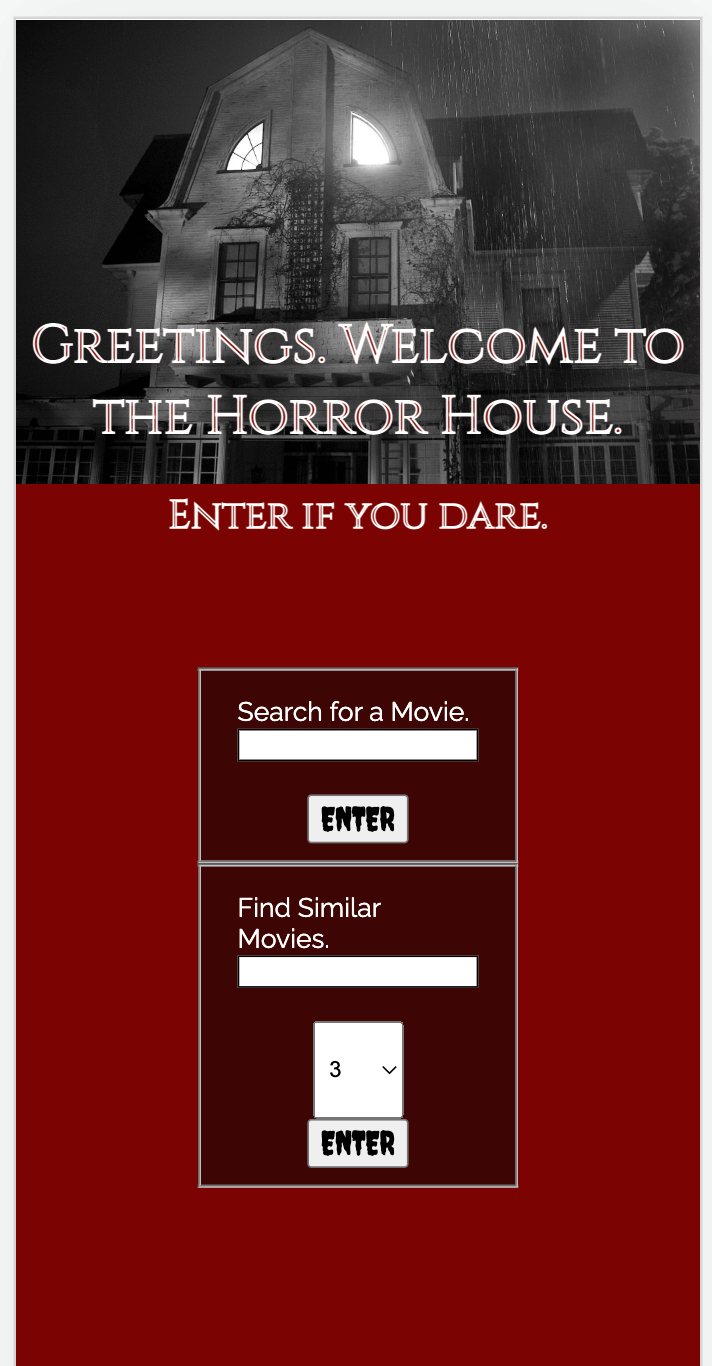 Greetings. Welcome to
the Horror House.
Enter if you dare.
Search for a Movie.
ENTER
Find Similar
Movies.
3
ENTER